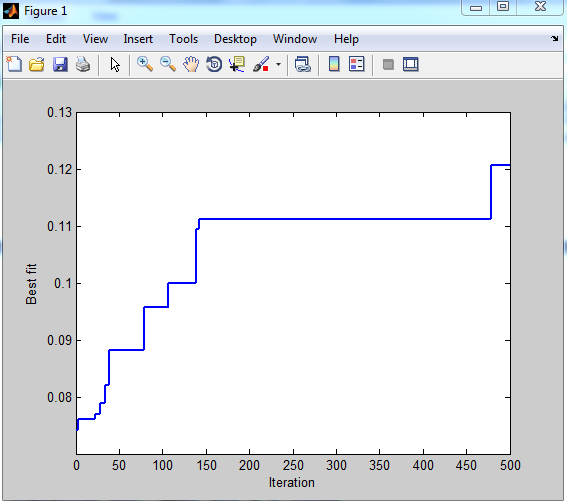 Figure 1
File Edit View Insert Tools Desktop Window Help
0.13
0.12
0.11
0.1
0.09
0.08
Best fit
0 50 100 150 200 250 300 350 400 450 500
Iteration